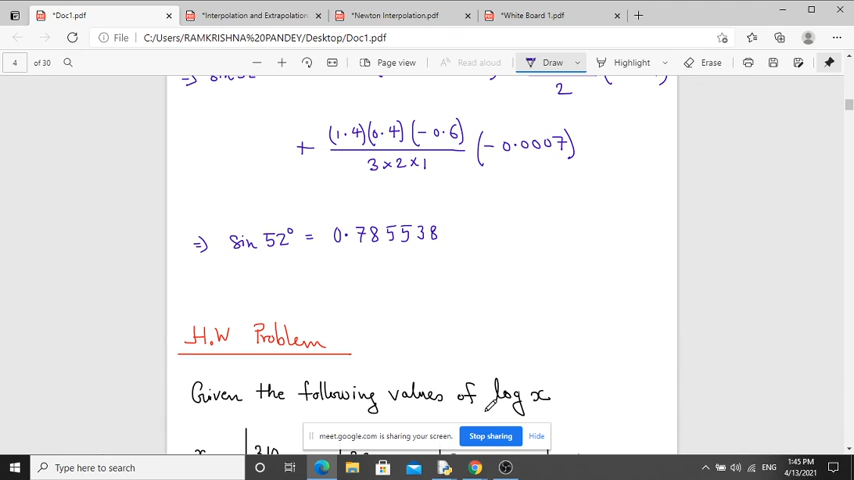 *Doc1.pdf
*Interpolation and Extrapolation
*Newton Interpolation.pdf
*White Board 1.pdf
File C:/Users/RAMKRISHNA%20PANDEY/Desktop/Doc1.pdf
4 of 30 Page view Read aloud Draw Highlight Erase
2
+ (1.4)(0.4)(-0.6) / 3×2×1 (-0.0007)
⇒ sin 52° = 0.785538
H.W Problem
Given the following values of log x
meet.google.com is sharing your screen. Stop sharing Hide
x 310
Type here to search
ENG 1:45 PM
4/13/2021